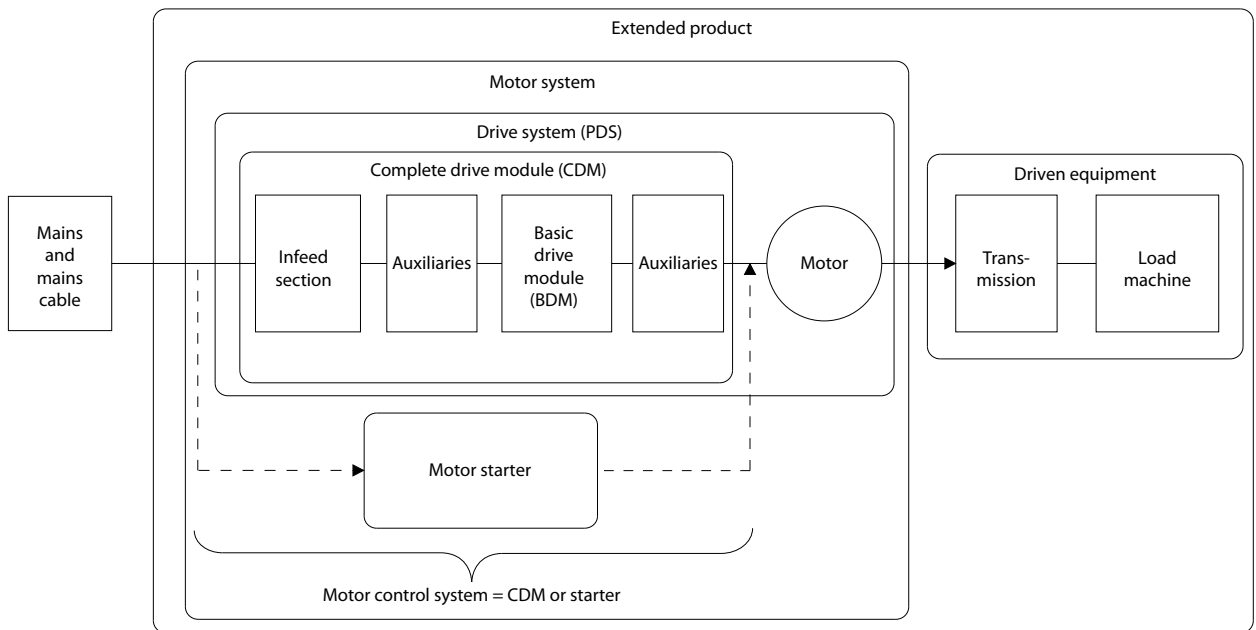 Extended product
Motor system
Drive system (PDS)
Complete drive module (CDM)
Driven equipment
Mains
and
mains
cable
Infeed
section
Auxiliaries
Basic
drive
module
(BDM)
Auxiliaries
Motor
Trans-
mission
Load
machine
Motor starter
Motor control system = CDM or starter